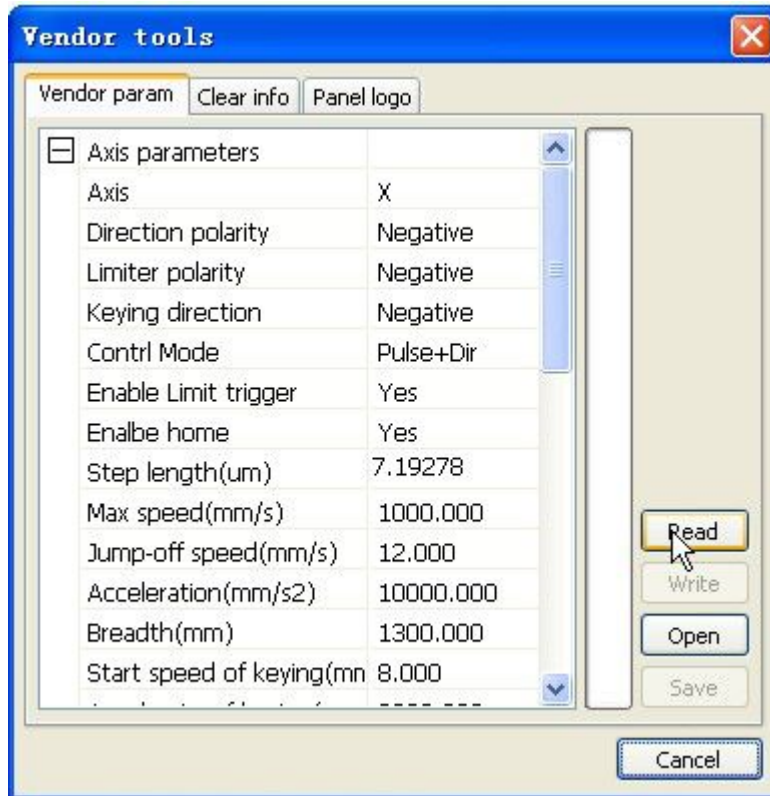 Vendor tools
Vendor param Clear info Panel logo
Axis parameters
Axis X
Direction polarity Negative
Limiter polarity Negative
Keying direction Negative
Contrl Mode Pulse+Dir
Enable Limit trigger Yes
Enalbe home Yes
Step length(um) 7.19278
Max speed(mm/s) 1000.000
Jump-off speed(mm/s) 12.000
Acceleration(mm/s2) 10000.000
Breadth(mm) 1300.000
Start speed of keying(mn 8.000
Read
Write
Open
Save
Cancel